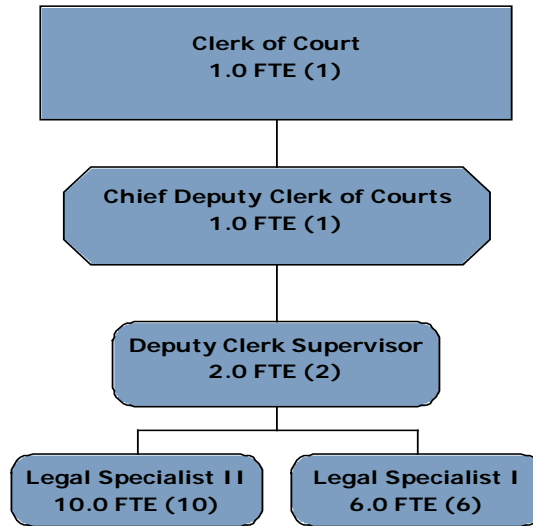 Clerk of Court
1.0 FTE (1)
Chief Deputy Clerk of Courts
1.0 FTE (1)
Deputy Clerk Supervisor
2.0 FTE (2)
Legal Specialist II
10.0 FTE (10)
Legal Specialist I
6.0 FTE (6)